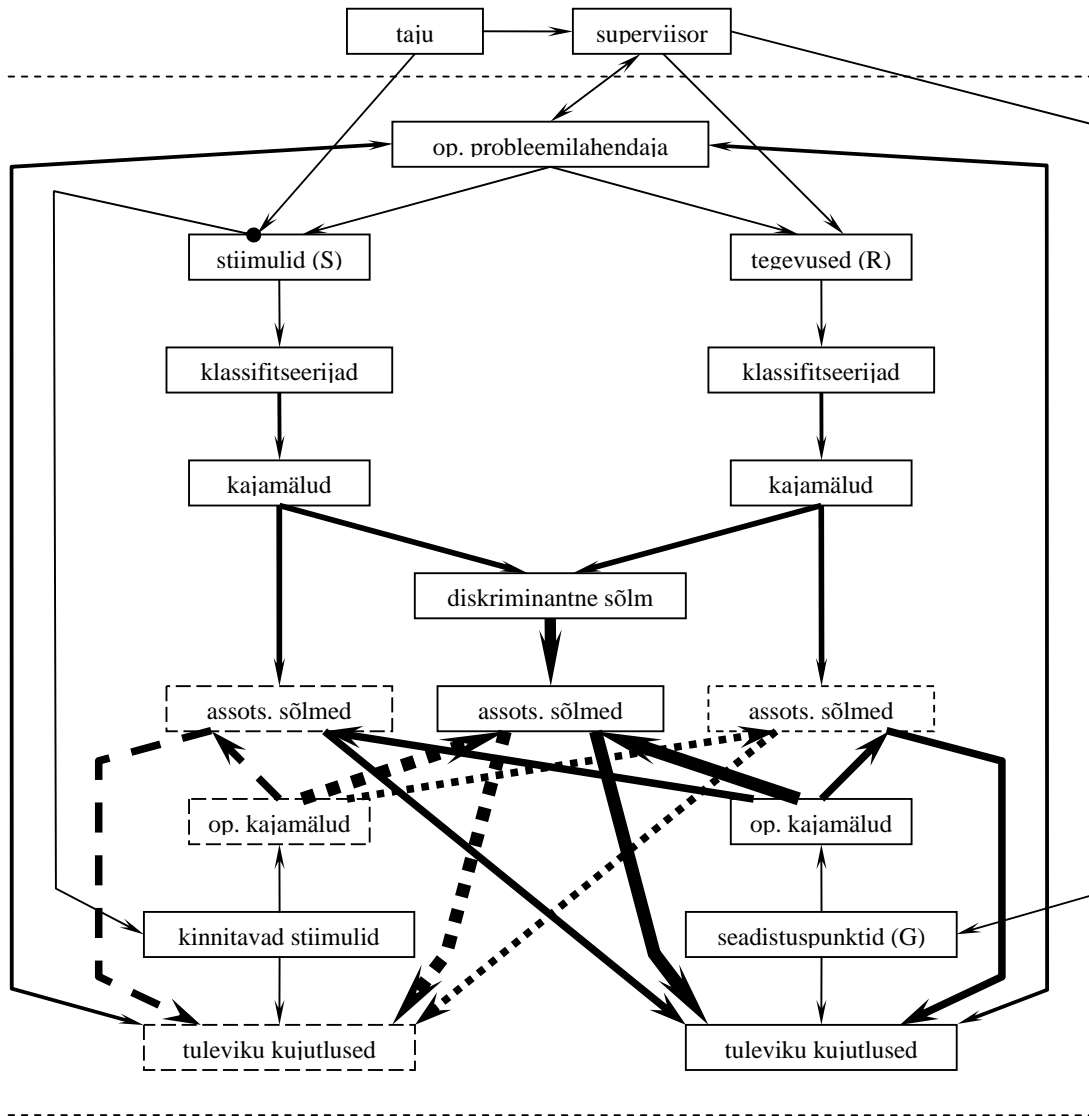 taju
superviisor
op. probleemilahendaja
stiimulid (S)
tegevused (R)
klassifitseerijad
klassifitseerijad
kajamälud
kajamälud
diskriminantne sõlm
assots. sõlmed
assots. sõlmed
assots. sõlmed
op. kajamälud
op. kajamälud
kinnitavad stiimulid
seadistuspunktid (G)
tuleviku kujutlused
tuleviku kujutlused